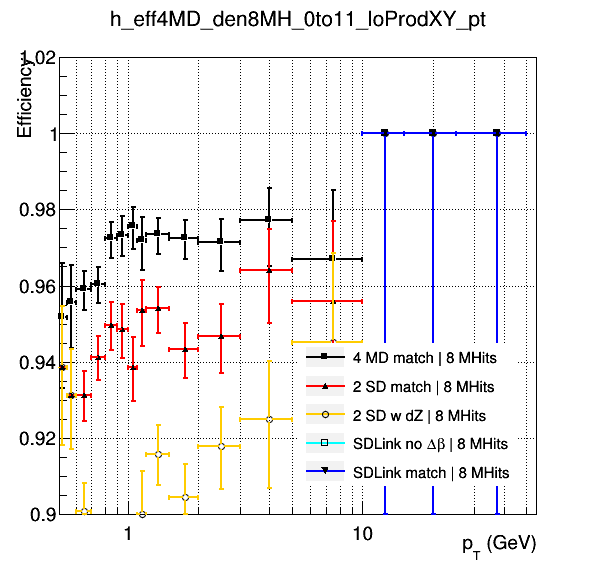 h_eff4MD_den8MH_0to11_loProdXY_pt
Efficiency
1.02
1
0.98
0.96
0.94
0.92
0.9
4 MD match | 8 MHits
2 SD match | 8 MHits
2 SD w dZ | 8 MHits
SDLink no Δβ | 8 MHits
SDLink match | 8 MHits
1
10
p_T (GeV)